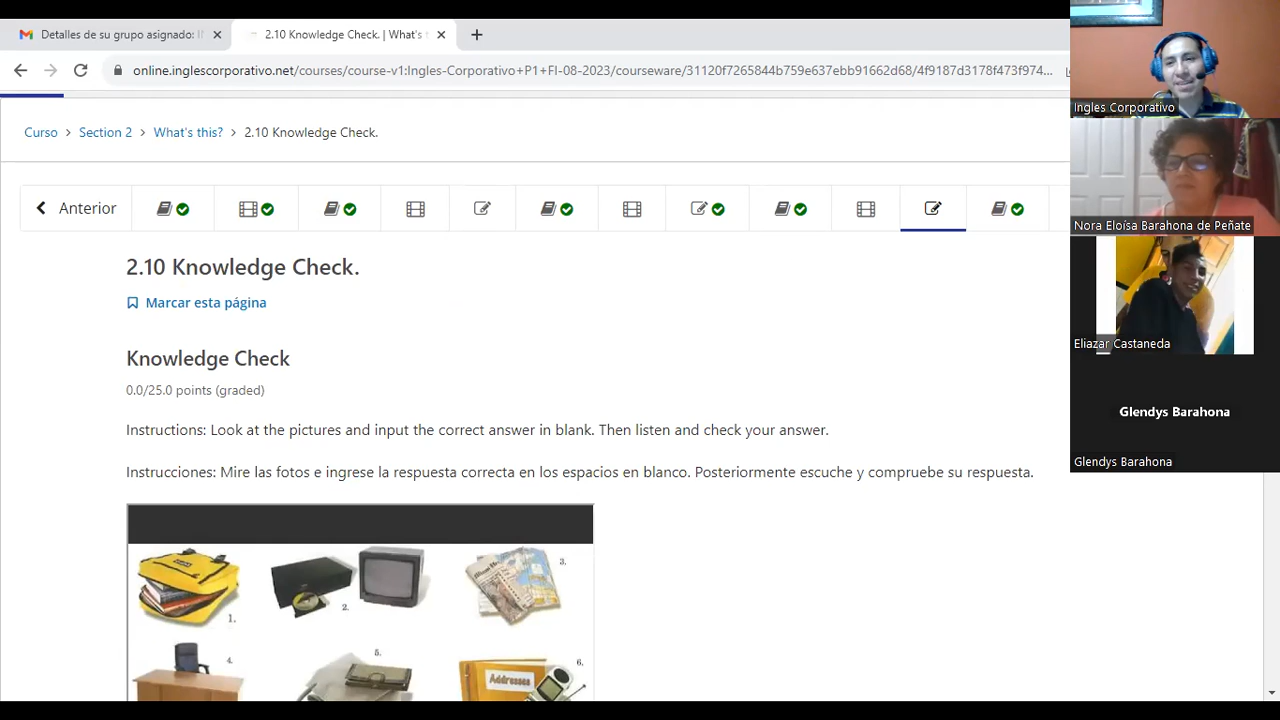 Detalles de su grupo asignado: I
2.10 Knowledge Check. | What's
online.inglescorporativo.net/courses/course-v1:Ingles-Corporativo+P1+FI-08-2023/courseware/31120f7265844b759e637ebb91662d68/4f9187d3178f473f974...
Curso > Section 2 > What's this? > 2.10 Knowledge Check.
Anterior
2.10 Knowledge Check.
Marcar esta página
Knowledge Check
0.0/25.0 points (graded)
Instructions: Look at the pictures and input the correct answer in blank. Then listen and check your answer.
Instrucciones: Mire las fotos e ingrese la respuesta correcta en los espacios en blanco. Posteriormente escuche y compruebe su respuesta.
1.
2.
3.
4.
5.
6.
Addresses
Ingles Corporativo
Nora Eloísa Barahona de Peñate
Eliazar Castaneda
Glendys Barahona
Glendys Barahona